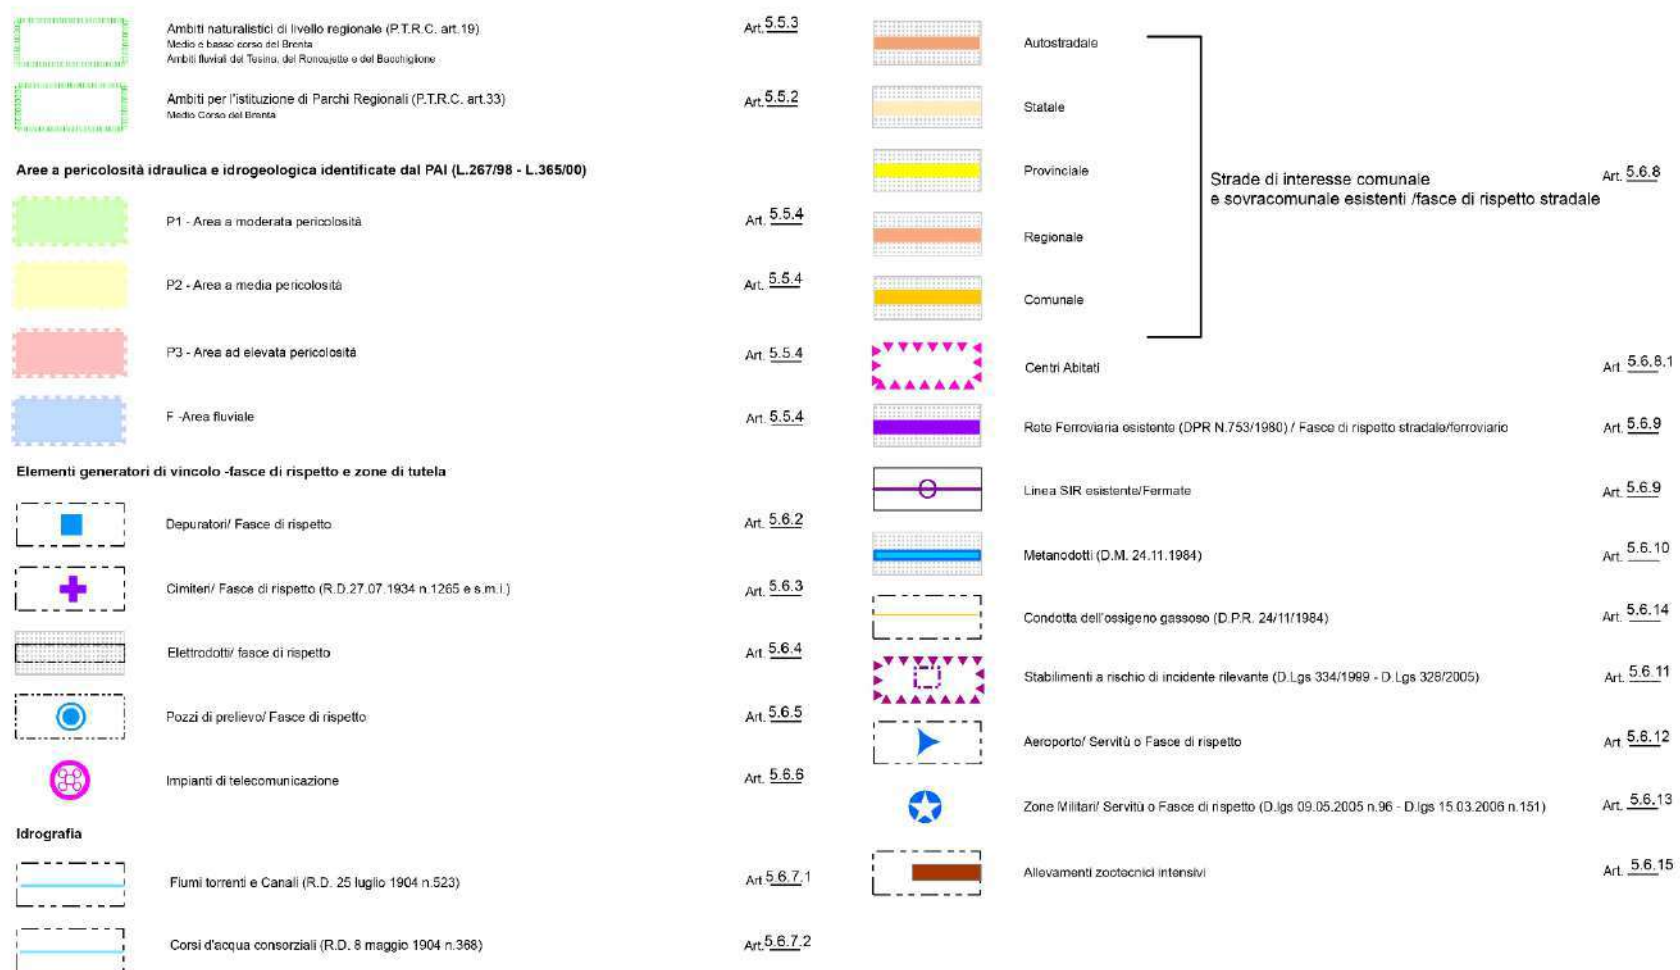 Ambiti naturalistici di livello regionale (P.T.R.C. art.19) Art. 5.5.3
Medio e basso corso del Brenta
Ambiti fluviali del Tesina, del Roncajette e del Bacchiglione
Ambiti per l'istituzione di Parchi Regionali (P.T.R.C. art.33) Art. 5.5.2
Medio Corso del Brenta
Aree a pericolosità idraulica e idrogeologica identificate dal PAI (L.267/98 - L.365/00)
P1 - Area a moderata pericolosità Art. 5.5.4
P2 - Area a media pericolosità Art. 5.5.4
P3 - Area ad elevata pericolosità Art. 5.5.4
F -Area fluviale Art. 5.5.4
Elementi generatori di vincolo -fasce di rispetto e zone di tutela
Depuratori/ Fasce di rispetto Art. 5.6.2
Cimiteri/ Fasce di rispetto (R.D.27.07.1934 n.1265 e s.m.i.) Art. 5.6.3
Elettrodotti/ fasce di rispetto Art. 5.6.4
Pozzi di prelievo/ Fasce di rispetto Art. 5.6.5
Impianti di telecomunicazione Art. 5.6.6
Idrografia
Fiumi torrenti e Canali (R.D. 25 luglio 1904 n.523) Art.5.6.7.1
Corsi d'acqua consorziali (R.D. 8 maggio 1904 n.368) Art.5.6.7.2
Autostradale
Statale
Provinciale
Regionale
Comunale
Strade di interesse comunale Art. 5.6.8
e sovracomunale esistenti /fasce di rispetto stradale
Centri Abitati Art. 5.6.8.1
Rete Ferroviaria esistente (DPR N.753/1980) / Fasce di rispetto stradale/ferroviario Art. 5.6.9
Linea SIR esistente/Fermate Art. 5.6.9
Metanodotti (D.M. 24.11.1984) Art. 5.6.10
Condotta dell'ossigeno gassoso (D.P.R. 24/11/1984) Art. 5.6.14
Stabilimenti a rischio di incidente rilevante (D.Lgs 334/1999 - D.Lgs 328/2005) Art. 5.6.11
Aeroporto/ Servitù o Fasce di rispetto Art 5.6.12
Zone Militari/ Servitù o Fasce di rispetto (D.lgs 09.05.2005 n.96 - D.lgs 15.03.2006 n.151) Art. 5.6.13
Allevamenti zootecnici intensivi Art. 5.6.15